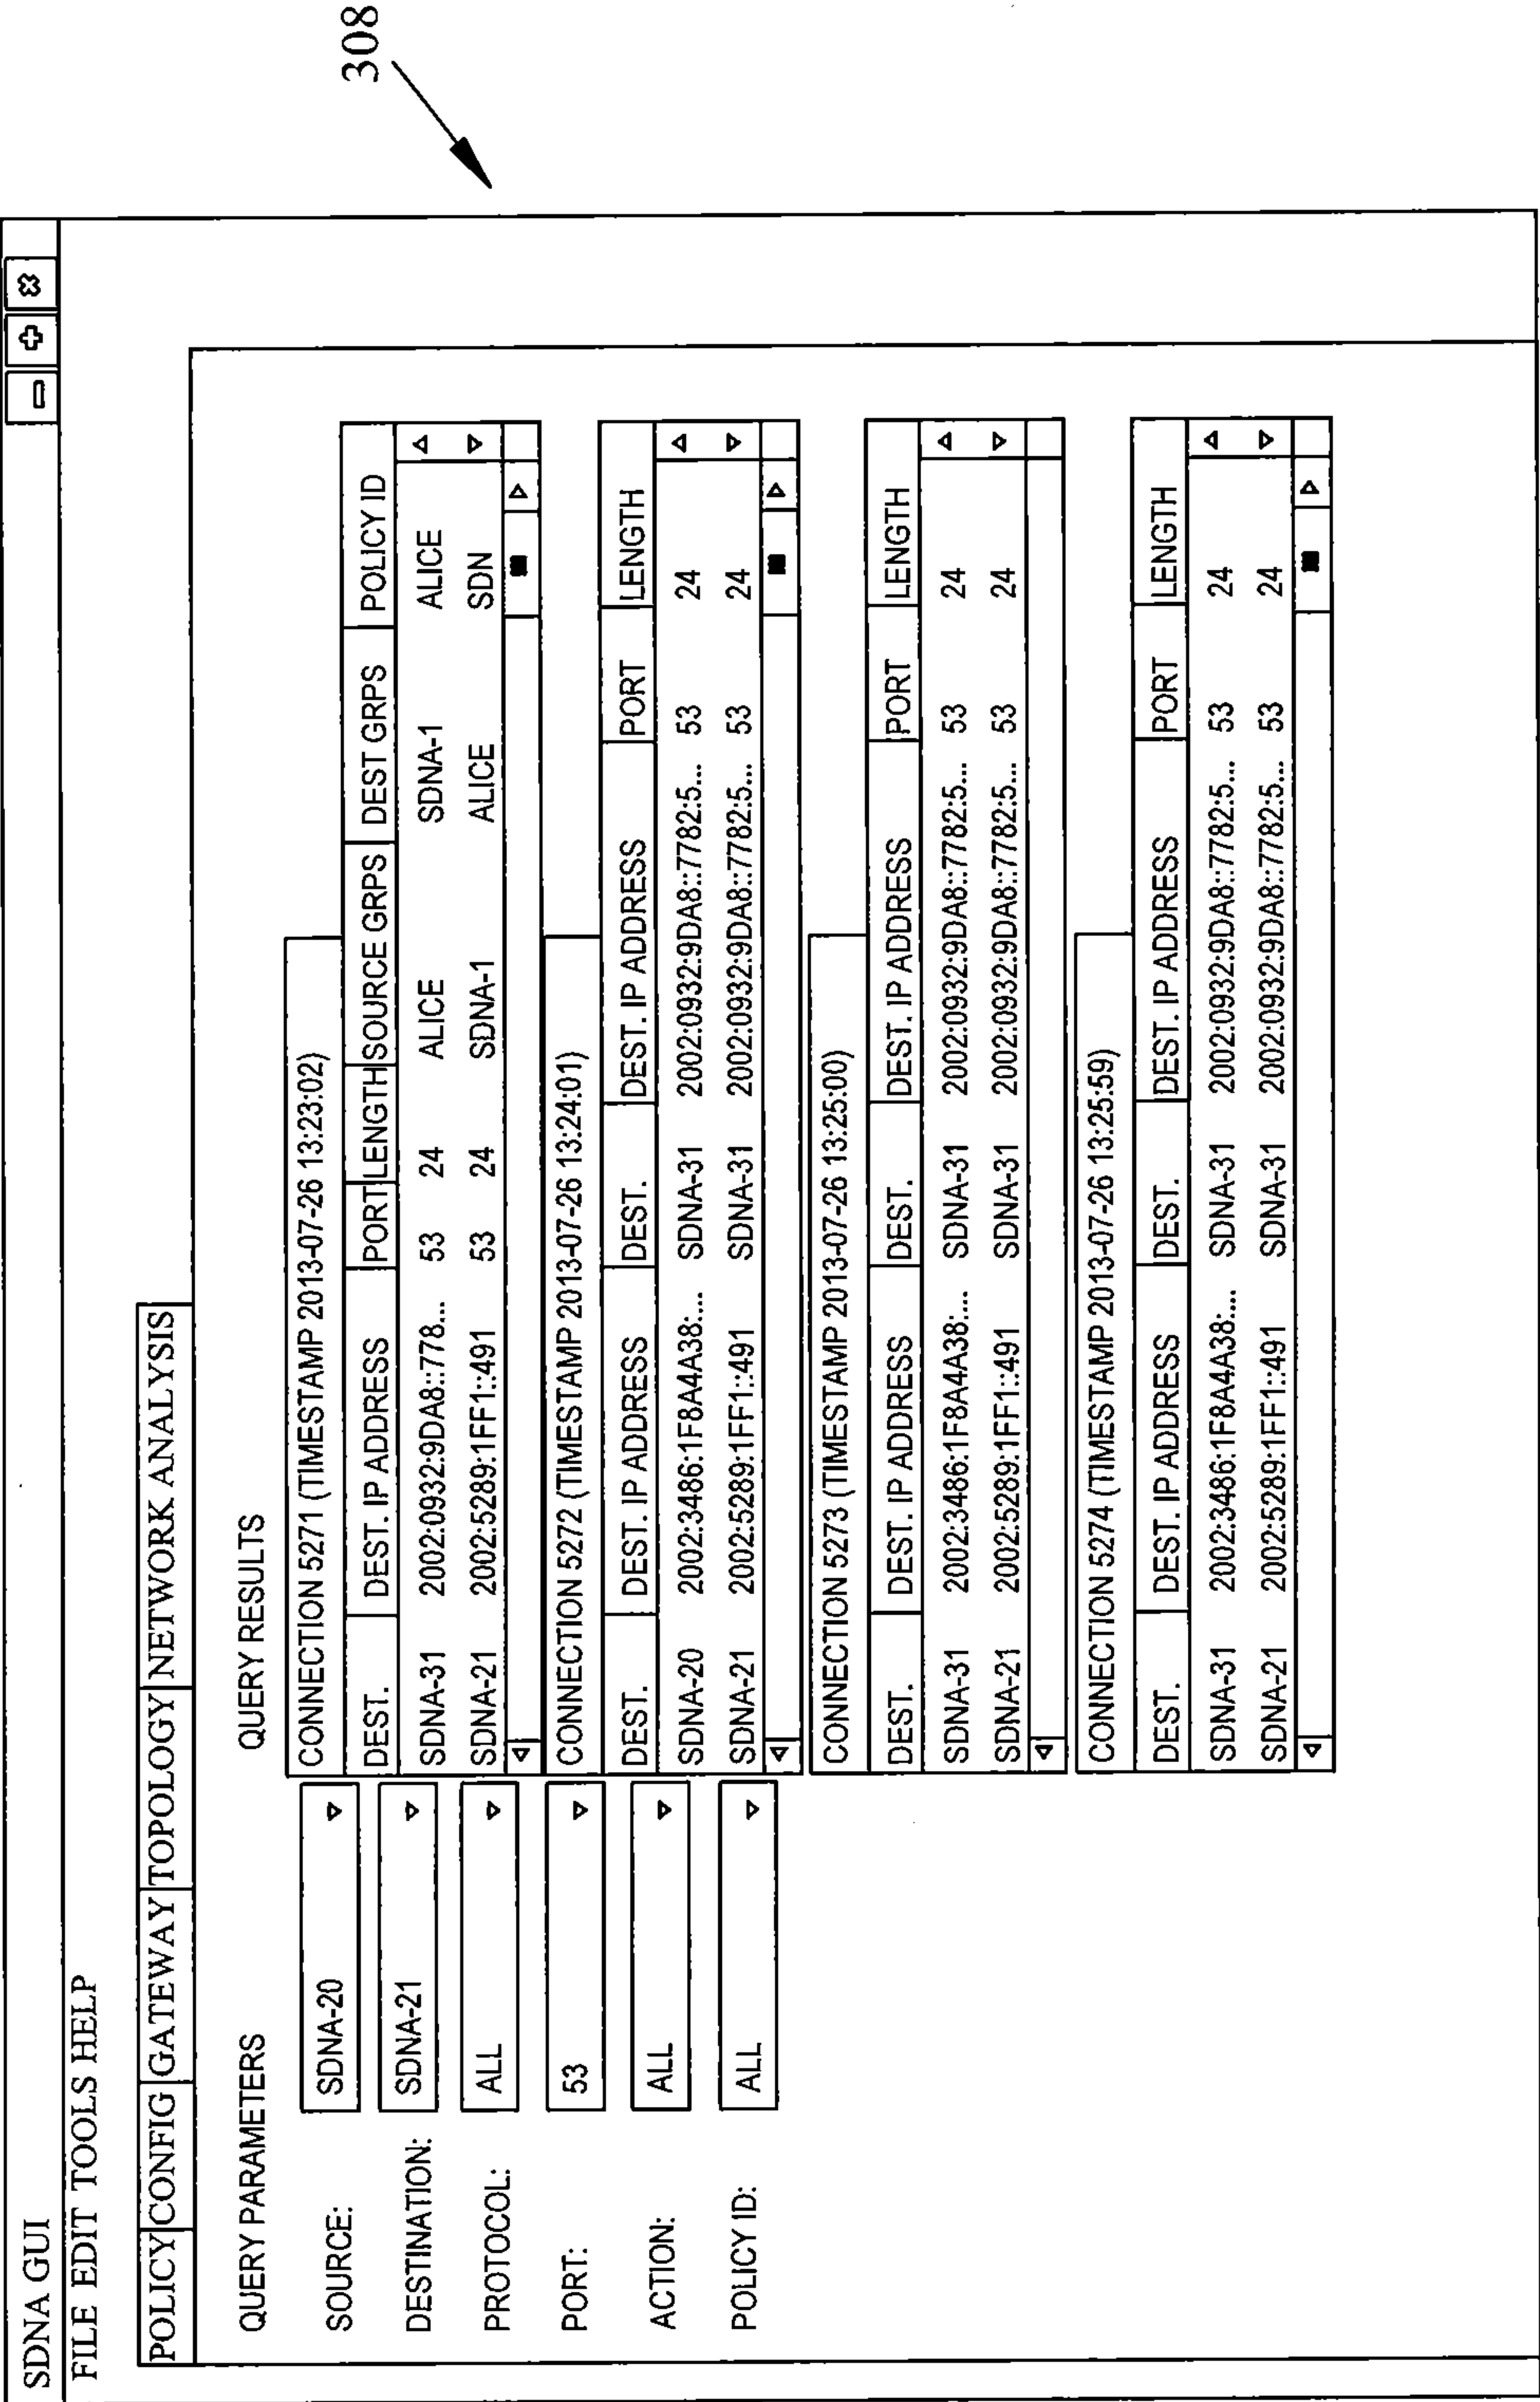 308
SDNA GUI
FILE EDIT TOOLS HELP
POLICY CONFIG GATEWAY TOPOLOGY NETWORK ANALYSIS
QUERY PARAMETERS
SOURCE: SDNA-20
DESTINATION: SDNA-21
PROTOCOL: ALL
PORT: 53
ACTION: ALL
POLICY ID: ALL
QUERY RESULTS
CONNECTION 5271 (TIMESTAMP 2013-07-26 13:23:02)
DEST. DEST. IP ADDRESS PORT LENGTH SOURCE GRPS DEST GRPS POLICY ID
SDNA-31 2002:0932:9DA8::778... 53 24 ALICE SDNA-1 ALICE
SDNA-21 2002:5289:1FF1::491 53 24 SDNA-1 ALICE SDN
CONNECTION 5272 (TIMESTAMP 2013-07-26 13:24:01)
DEST. DEST. IP ADDRESS DEST. DEST. IP ADDRESS PORT LENGTH
SDNA-20 2002:3486:1F8A4A38:... SDNA-31 2002:0932:9DA8::7782:5... 53 24
SDNA-21 2002:5289:1FF1::491 SDNA-31 2002:0932:9DA8::7782:5... 53 24
CONNECTION 5273 (TIMESTAMP 2013-07-26 13:25:00)
DEST. DEST. IP ADDRESS DEST. DEST. IP ADDRESS PORT LENGTH
SDNA-31 2002:3486:1F8A4A38:... SDNA-31 2002:0932:9DA8::7782:5... 53 24
SDNA-21 2002:5289:1FF1::491 SDNA-31 2002:0932:9DA8::7782:5... 53 24
CONNECTION 5274 (TIMESTAMP 2013-07-26 13:25:59)
DEST. DEST. IP ADDRESS DEST. DEST. IP ADDRESS PORT LENGTH
SDNA-31 2002:3486:1F8A4A38:... SDNA-31 2002:0932:9DA8::7782:5... 53 24
SDNA-21 2002:5289:1FF1::491 SDNA-31 2002:0932:9DA8::7782:5... 53 24